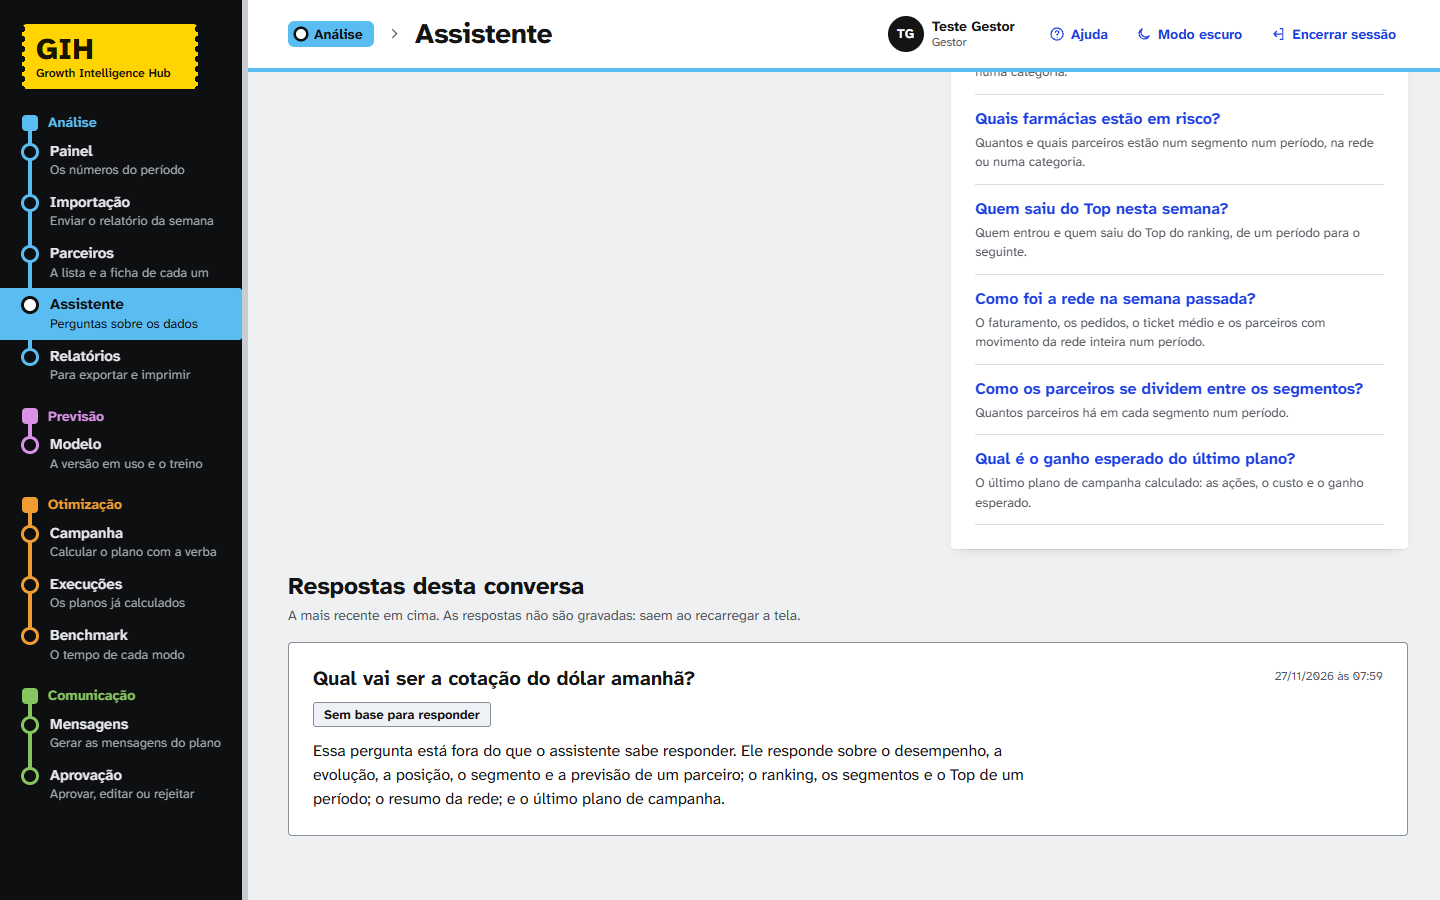 GIH
Growth Intelligence Hub
Análise
Painel
Os números do período
Importação
Enviar o relatório da semana
Parceiros
A lista e a ficha de cada um
Assistente
Perguntas sobre os dados
Relatórios
Para exportar e imprimir
Previsão
Modelo
A versão em uso e o treino
Otimização
Campanha
Calcular o plano com a verba
Execuções
Os planos já calculados
Benchmark
O tempo de cada modo
Comunicação
Mensagens
Gerar as mensagens do plano
Aprovação
Aprovar, editar ou rejeitar
Análise
Assistente
TG
Teste Gestor
Gestor
Ajuda
Modo escuro
Encerrar sessão
numa categoria.
Quais farmácias estão em risco?
Quantos e quais parceiros estão num segmento num período, na rede
ou numa categoria.
Quem saiu do Top nesta semana?
Quem entrou e quem saiu do Top do ranking, de um período para o
seguinte.
Como foi a rede na semana passada?
O faturamento, os pedidos, o ticket médio e os parceiros com
movimento da rede inteira num período.
Como os parceiros se dividem entre os segmentos?
Quantos parceiros há em cada segmento num período.
Qual é o ganho esperado do último plano?
O último plano de campanha calculado: as ações, o custo e o ganho
esperado.
Respostas desta conversa
A mais recente em cima. As respostas não são gravadas: saem ao recarregar a tela.
Qual vai ser a cotação do dólar amanhã?
27/11/2026 às 07:59
Sem base para responder
Essa pergunta está fora do que o assistente sabe responder. Ele responde sobre o desempenho, a
evolução, a posição, o segmento e a previsão de um parceiro; o ranking, os segmentos e o Top de um
período; o resumo da rede; e o último plano de campanha.